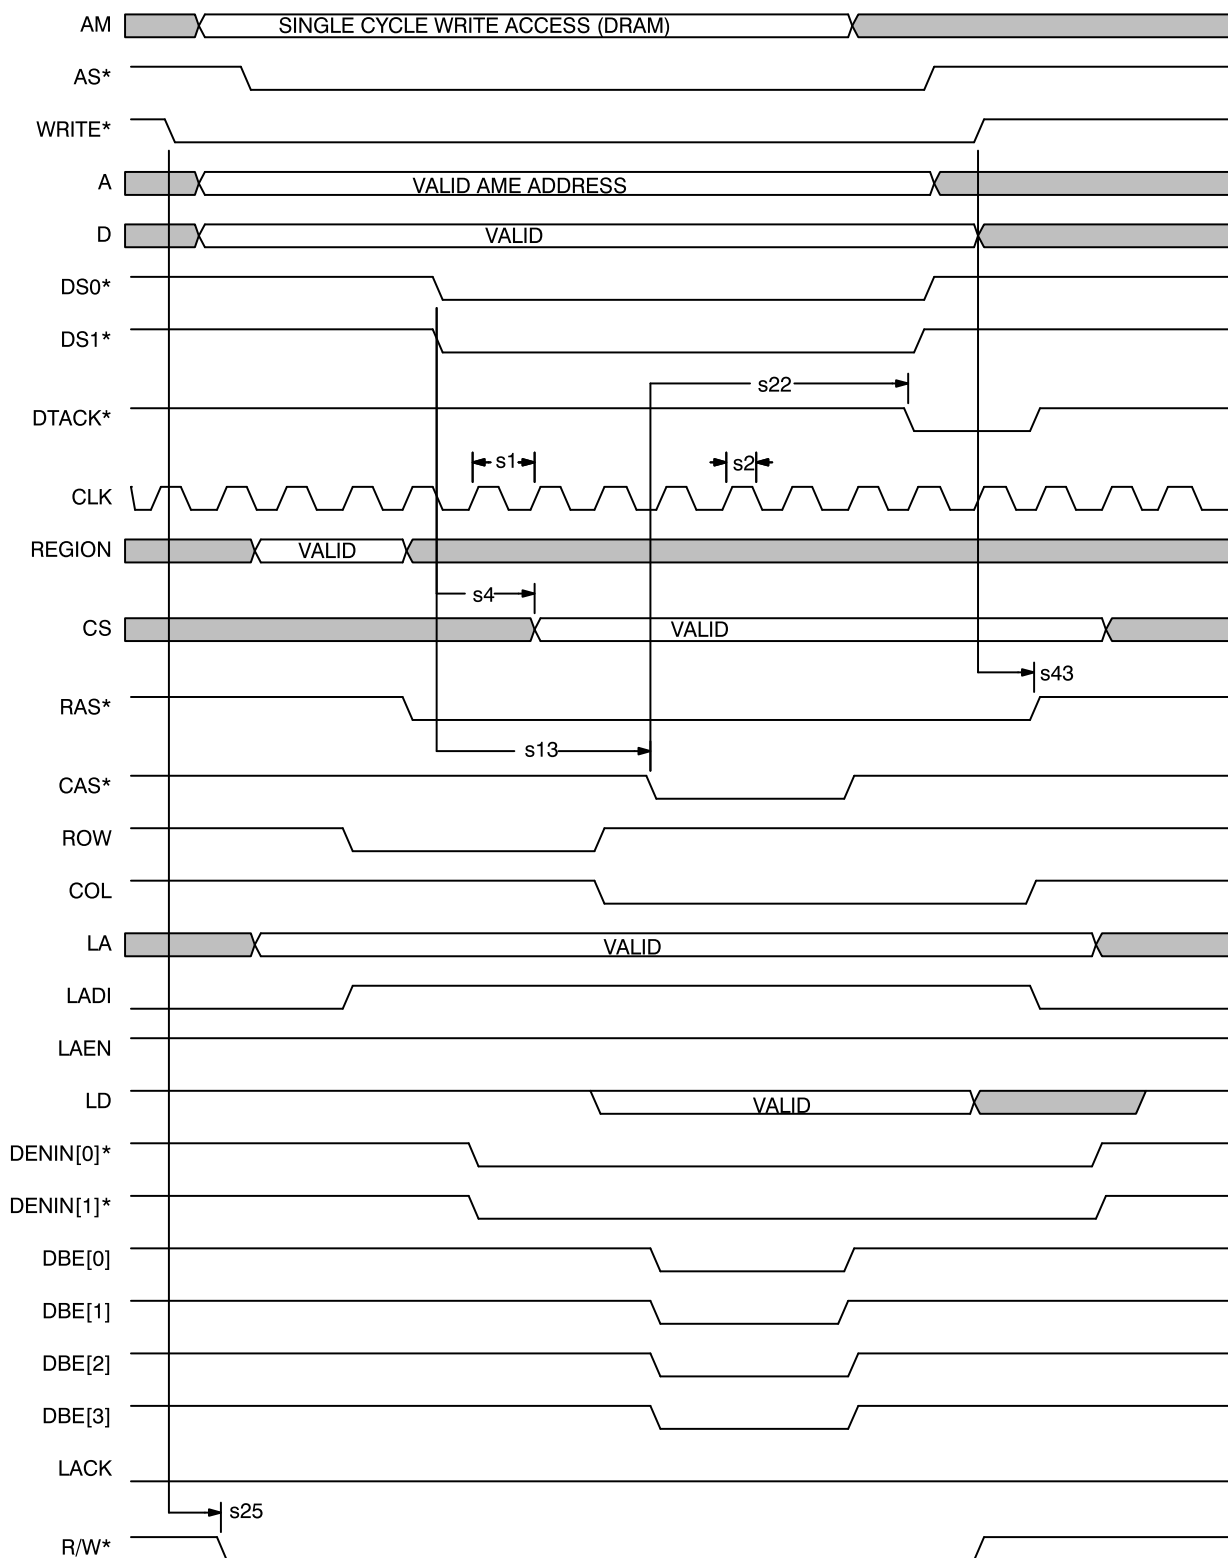 AM SINGLE CYCLE WRITE ACCESS (DRAM)
AS*
WRITE*
A VALID AME ADDRESS
D VALID
DS0*
DS1*
s22
DTACK*
s1 s2
CLK
REGION VALID
s4
CS VALID
s43
RAS*
s13
CAS*
ROW
COL
LA VALID
LADI
LAEN
LD VALID
DENIN[0]*
DENIN[1]*
DBE[0]
DBE[1]
DBE[2]
DBE[3]
LACK
s25
R/W*